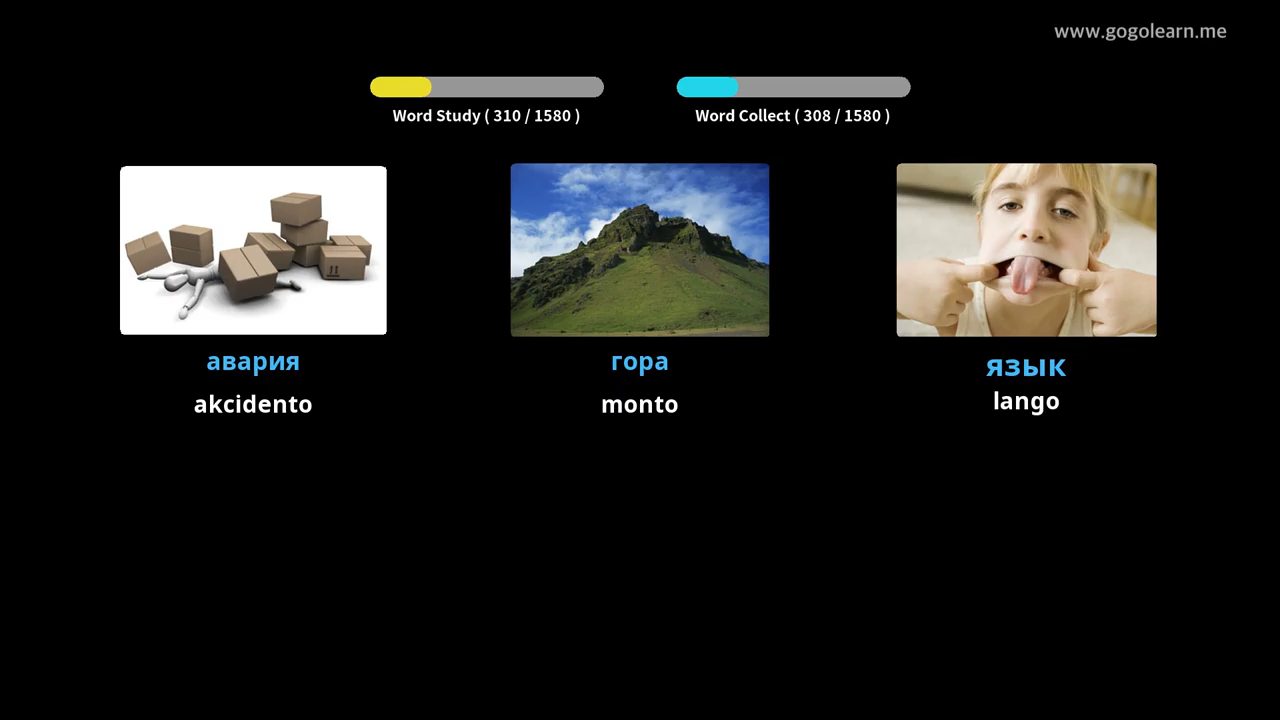 www.gogolearn.me
Word Study ( 310 / 1580 )
Word Collect ( 308 / 1580 )
авария
akcidento
гора
monto
язык
lango